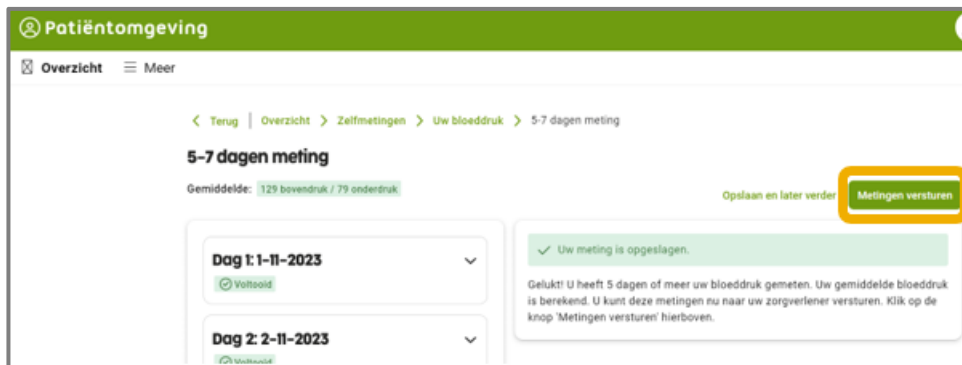 Patiëntomgeving
Overzicht Meer
Terug | Overzicht > Zelfmetingen > Uw bloeddruk > 5-7 dagen meting
5-7 dagen meting
Gemiddelde: 129 bovendruk / 79 onderdruk
Opslaan en later verder Metingen versturen
Dag 1: 1-11-2023
Voltooid
Uw meting is opgeslagen.
Gelukt! U heeft 5 dagen of meer uw bloeddruk gemeten. Uw gemiddelde bloeddruk
is berekend. U kunt deze metingen nu naar uw zorgverlener versturen. Klik op de
knop 'Metingen versturen' hierboven.
Dag 2: 2-11-2023
Voltooid